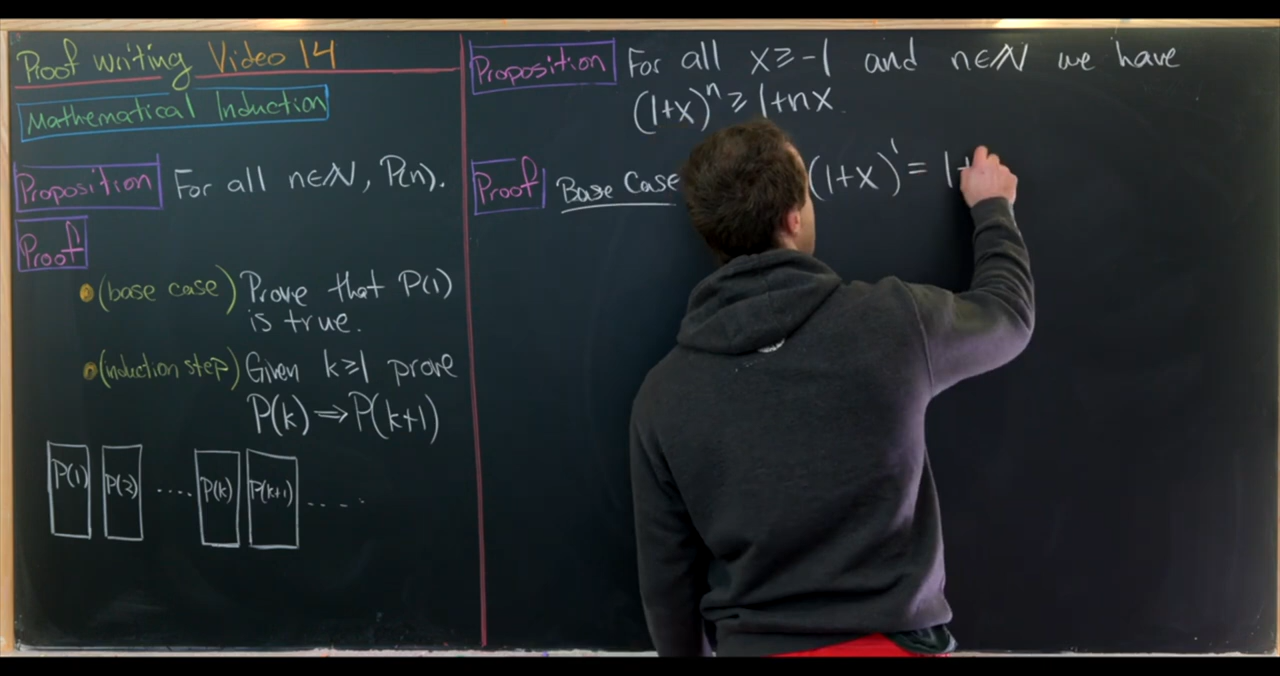 Proof writing Video 14
Mathematical Induction
Proposition For all n∈ℕ, P(n).
Proof
(base case) Prove that P(1)
is true.
(induction step) Given k≥1 prove
P(k)⟹P(k+1)
P(1) P(2) .... P(k) P(k+1) ....
Proposition For all x≥-1 and n∈ℕ we have
(1+x)ⁿ≥1+nx.
Proof Base Case (1+x)¹=1+